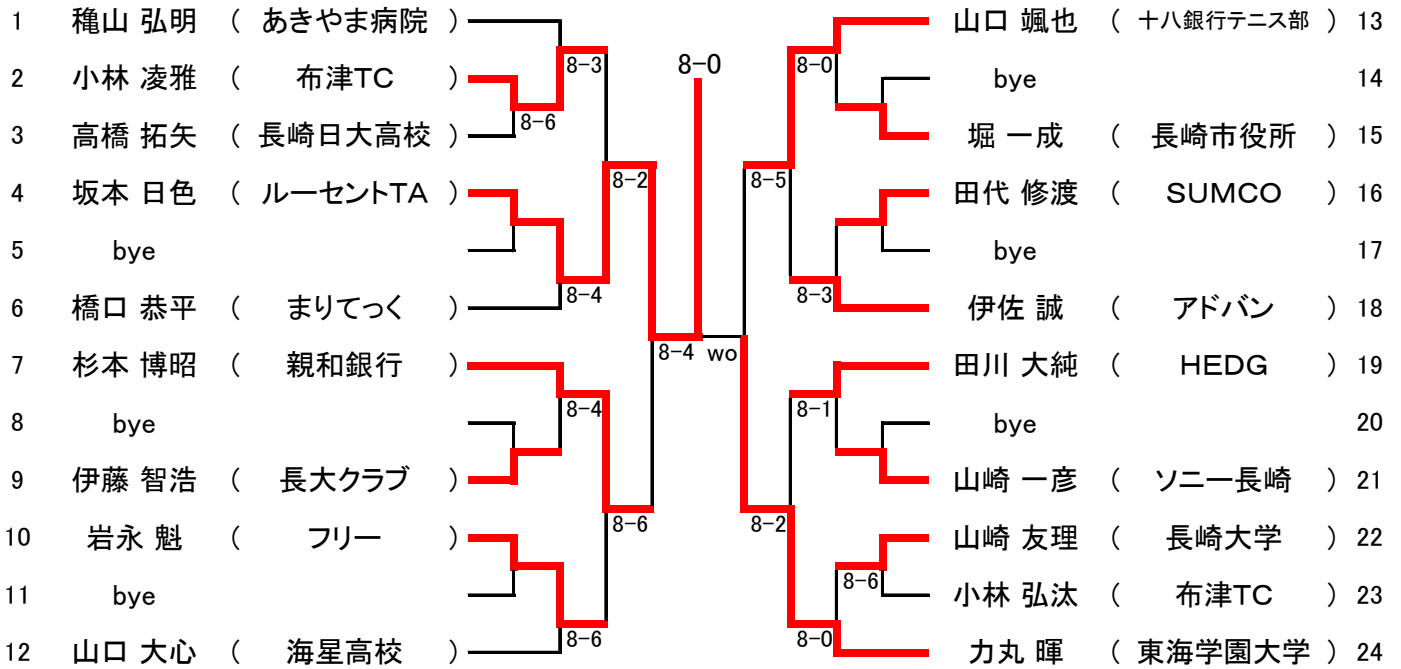 1 穐山 弘明 ( あきやま病院 )
2 小林 凌雅 ( 布津TC )
3 高橋 拓矢 ( 長崎日大高校 )
4 坂本 日色 ( ルーセントTA )
5 bye
6 橋口 恭平 ( まりてっく )
7 杉本 博昭 ( 親和銀行 )
8 bye
9 伊藤 智浩 ( 長大クラブ )
10 岩永 魁 ( フリー )
11 bye
12 山口 大心 ( 海星高校 )
8-3
8-6
8-2
8-4
8-4
8-4
8-6
8-6
8-0
wo
8-0
8-5
8-3
8-1
8-2
8-6
8-0
山口 颯也 ( 十八銀行テニス部 ) 13
bye 14
堀 一成 ( 長崎市役所 ) 15
田代 修渡 ( SUMCO ) 16
bye 17
伊佐 誠 ( アドバン ) 18
田川 大純 ( HEDG ) 19
bye 20
山崎 一彦 ( ソニー長崎 ) 21
山崎 友理 ( 長崎大学 ) 22
小林 弘汰 ( 布津TC ) 23
力丸 暉 ( 東海学園大学 ) 24